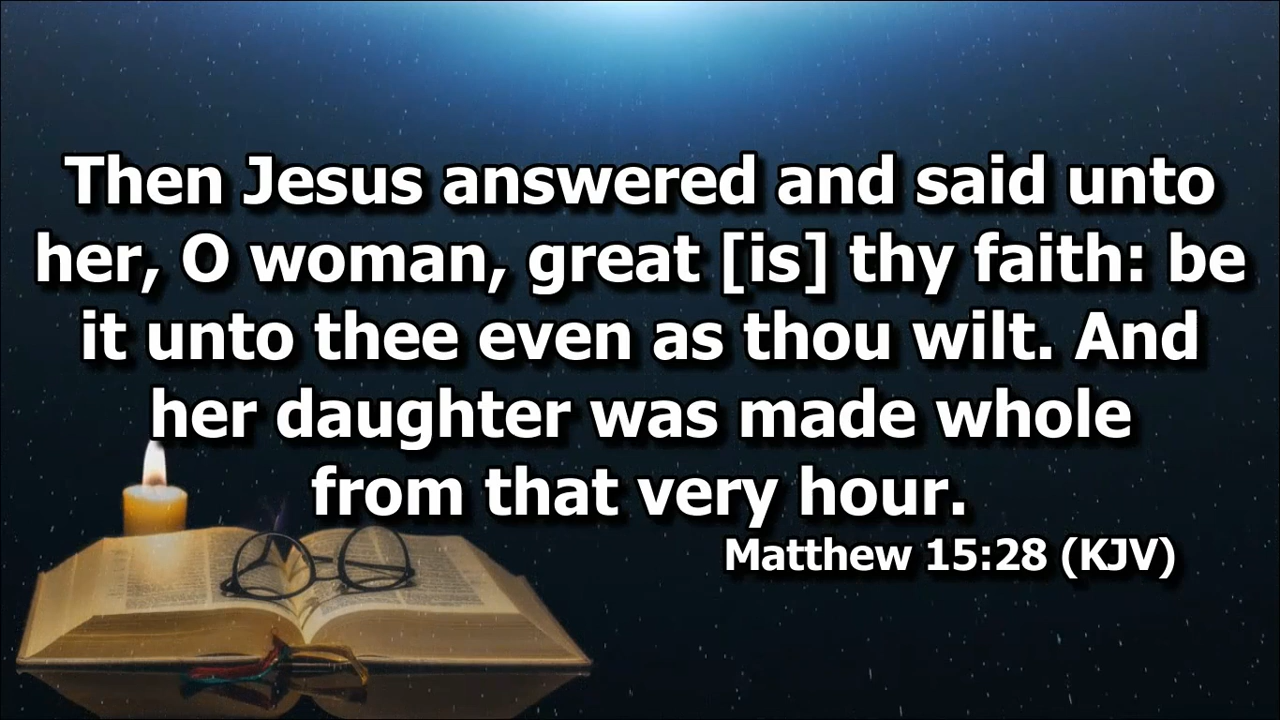 Then Jesus answered and said unto
her, O woman, great [is] thy faith: be
it unto thee even as thou wilt. And
her daughter was made whole
from that very hour.
Matthew 15:28 (KJV)